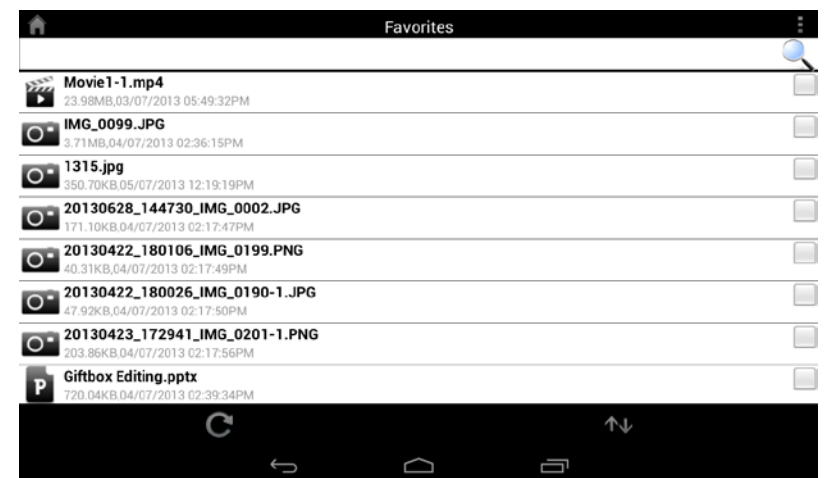 Favorites
Movie1-1.mp4
23.98MB,03/07/2013 05:49:32PM
IMG_0099.JPG
3.71MB,04/07/2013 02:36:15PM
1315.jpg
350.70KB,05/07/2013 12:19:19PM
20130628_144730_IMG_0002.JPG
171.10KB,04/07/2013 02:17:47PM
20130422_180106_IMG_0199.PNG
40.31KB,04/07/2013 02:17:49PM
20130422_180026_IMG_0190-1.JPG
47.92KB,04/07/2013 02:17:50PM
20130423_172941_IMG_0201-1.PNG
203.86KB,04/07/2013 02:17:56PM
P
Giftbox Editing.pptx
720.04KB,04/07/2013 02:39:34PM